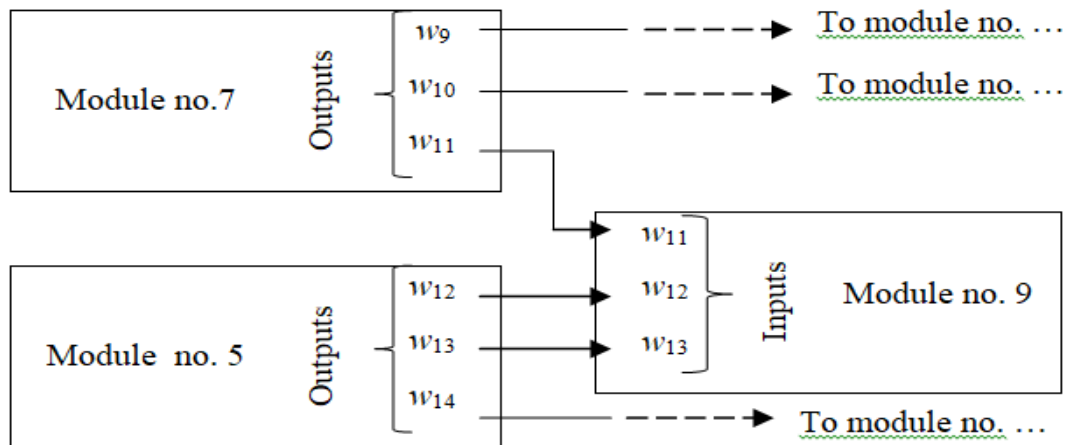 w9
To module no. …
Module no.7
Outputs
w10
To module no. …
w11
w11
w12
w12
Inputs
Module no. 9
Module no. 5
Outputs
w13
w13
w14
To module no. …